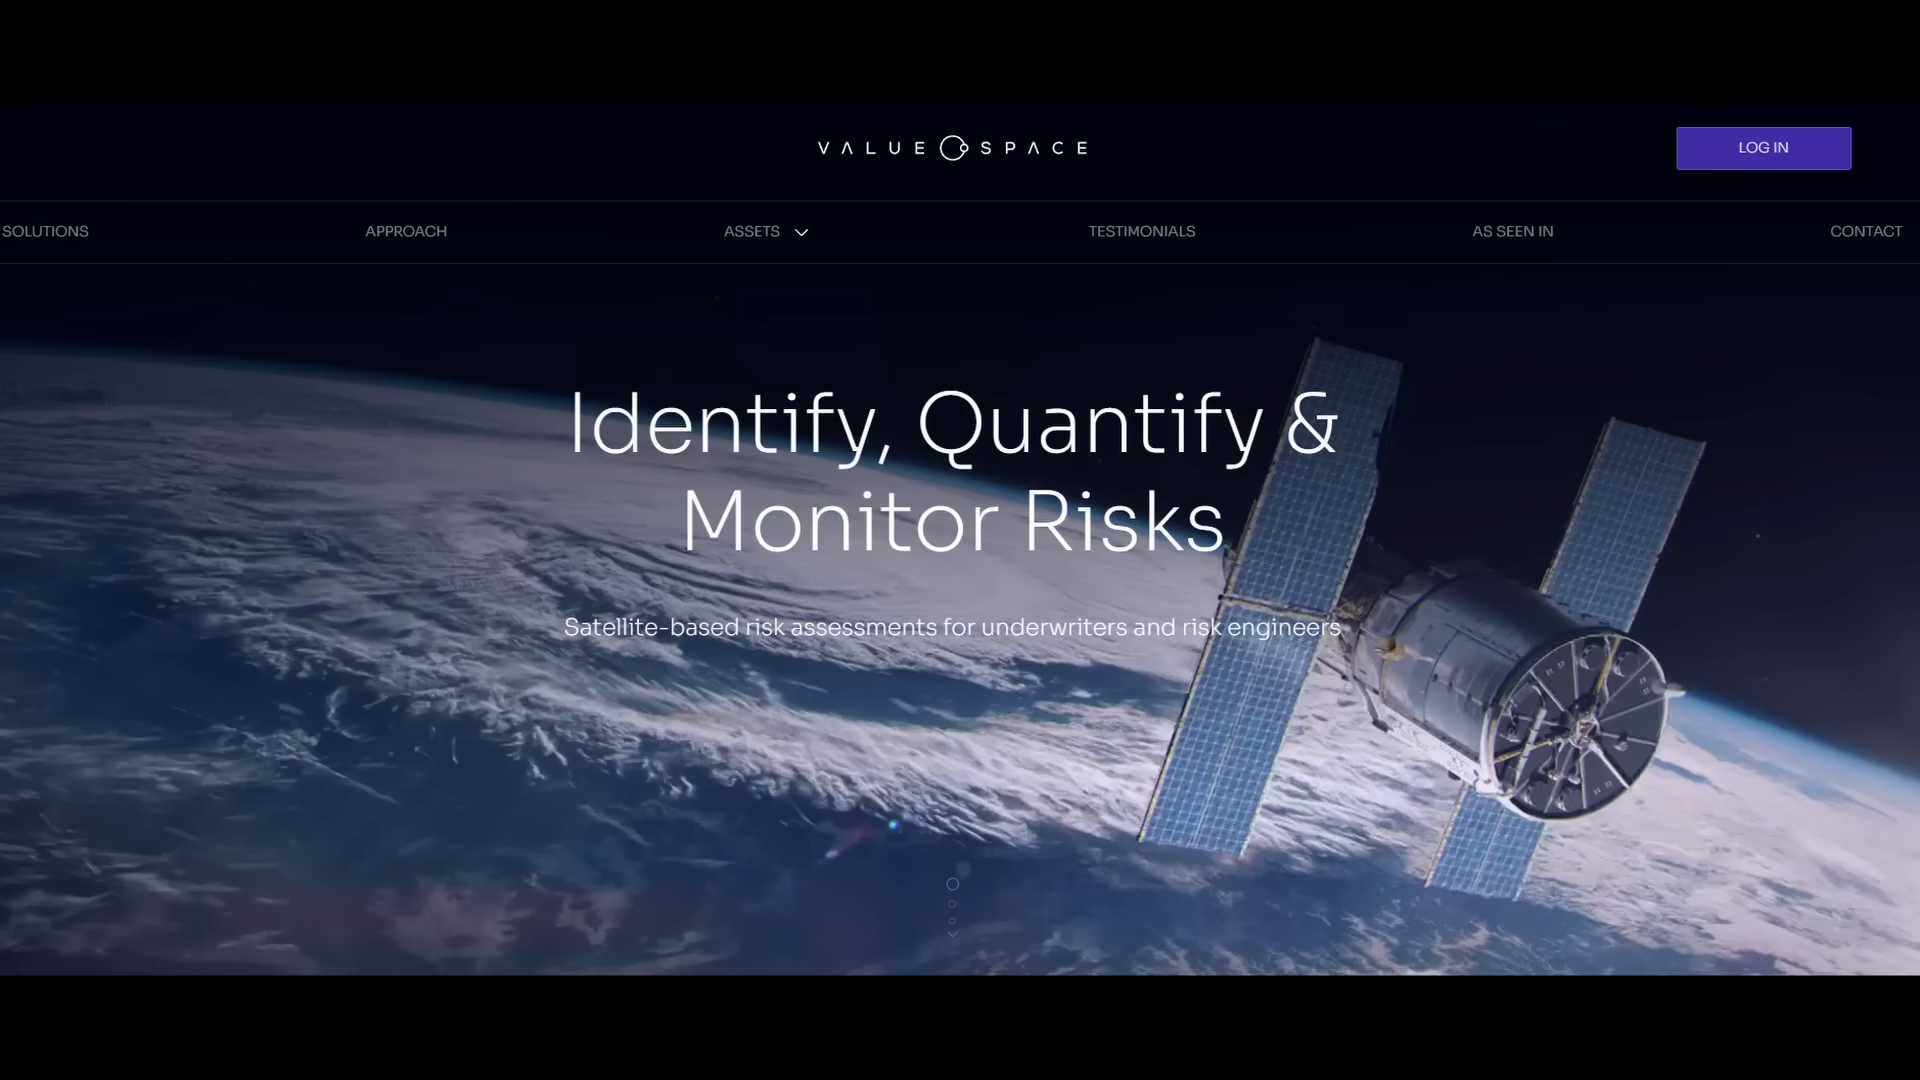 VALUE SPACE
LOG IN
SOLUTIONS
APPROACH
ASSETS
TESTIMONIALS
AS SEEN IN
CONTACT
Identify, Quantify &
Monitor Risks
Satellite-based risk assessments for underwriters and risk engineers